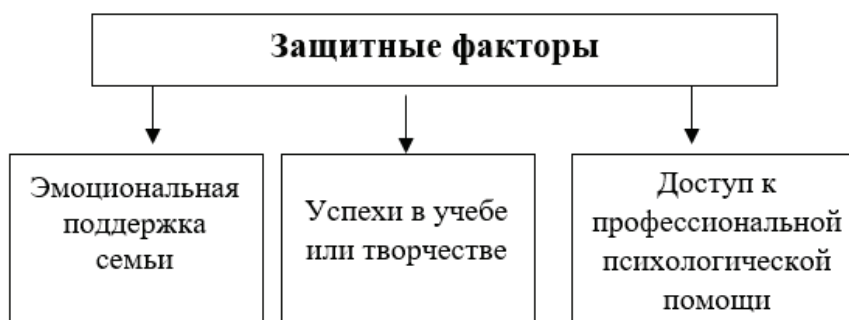 Защитные факторы
Эмоциональная
поддержка
семьи
Успехи в учебе
или творчестве
Доступ к
профессиональной
психологической
помощи